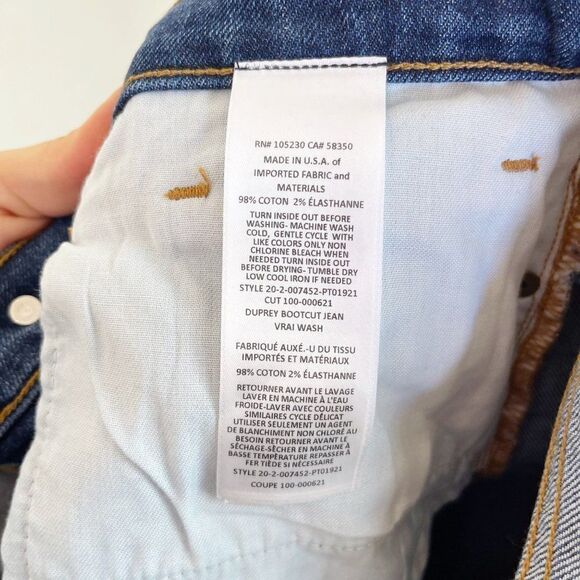 RN# 105230 CA# 58350
MADE IN U.S.A. of
IMPORTED FABRIC and
MATERIALS
98% COTON 2% ÉLASTHANNE
TURN INSIDE OUT BEFORE
WASHING- MACHINE WASH
COLD, GENTLE CYCLE WITH
LIKE COLORS ONLY NON
CHLORINE BLEACH WHEN
NEEDED TURN INSIDE OUT
BEFORE DRYING- TUMBLE DRY
LOW COOL IRON IF NEEDED
STYLE 20-2-007452-PT01921
CUT 100-000621
DUPREY BOOTCUT JEAN
VRAI WASH
FABRIQUÉ AUXÉ.-U DU TISSU
IMPORTÉS ET MATÉRIAUX
98% COTON 2% ÉLASTHANNE
RETOURNER AVANT LE LAVAGE
LAVER EN MACHINE À L'EAU
FROIDE-LAVER AVEC COULEURS
SIMILAIRES CYCLE DÉLICAT
UTILISER SEULEMENT UN AGENT
DE BLANCHIMENT NON CHLORÉ AU
BESOIN RETOURNER AVANT LE
SÉCHAGE-SÉCHER EN MACHINE À
BASSE TEMPÉRATURE REPASSER À
FER TIÈDE SI NÉCESSAIRE
STYLE 20-2-007452-PT01921
COUPE 100-000621